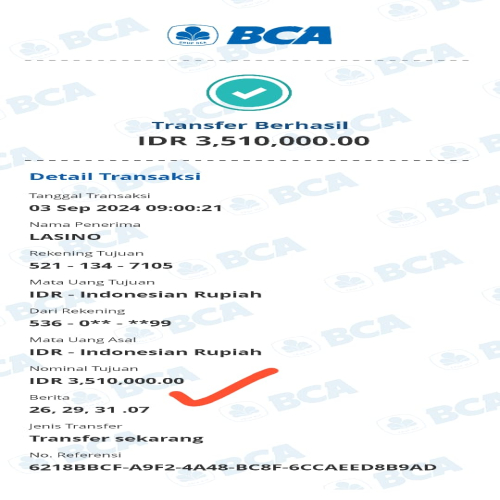 BCA
Transfer Berhasil
IDR 3,510,000.00
Detail Transaksi
Tanggal Transaksi
03 Sep 2024 09:00:21
Nama Penerima
LASINO
Rekening Tujuan
521 - 134 - 7105
Mata Uang Tujuan
IDR - Indonesian Rupiah
Dari Rekening
536 - 0** - **99
Mata Uang Asal
IDR - Indonesian Rupiah
Nominal Tujuan
IDR 3,510,000.00
Berita
26, 29, 31 .07
Jenis Transfer
Transfer sekarang
No. Referensi
6218BBCF-A9F2-4A48-BC8F-6CCAEED8B9AD